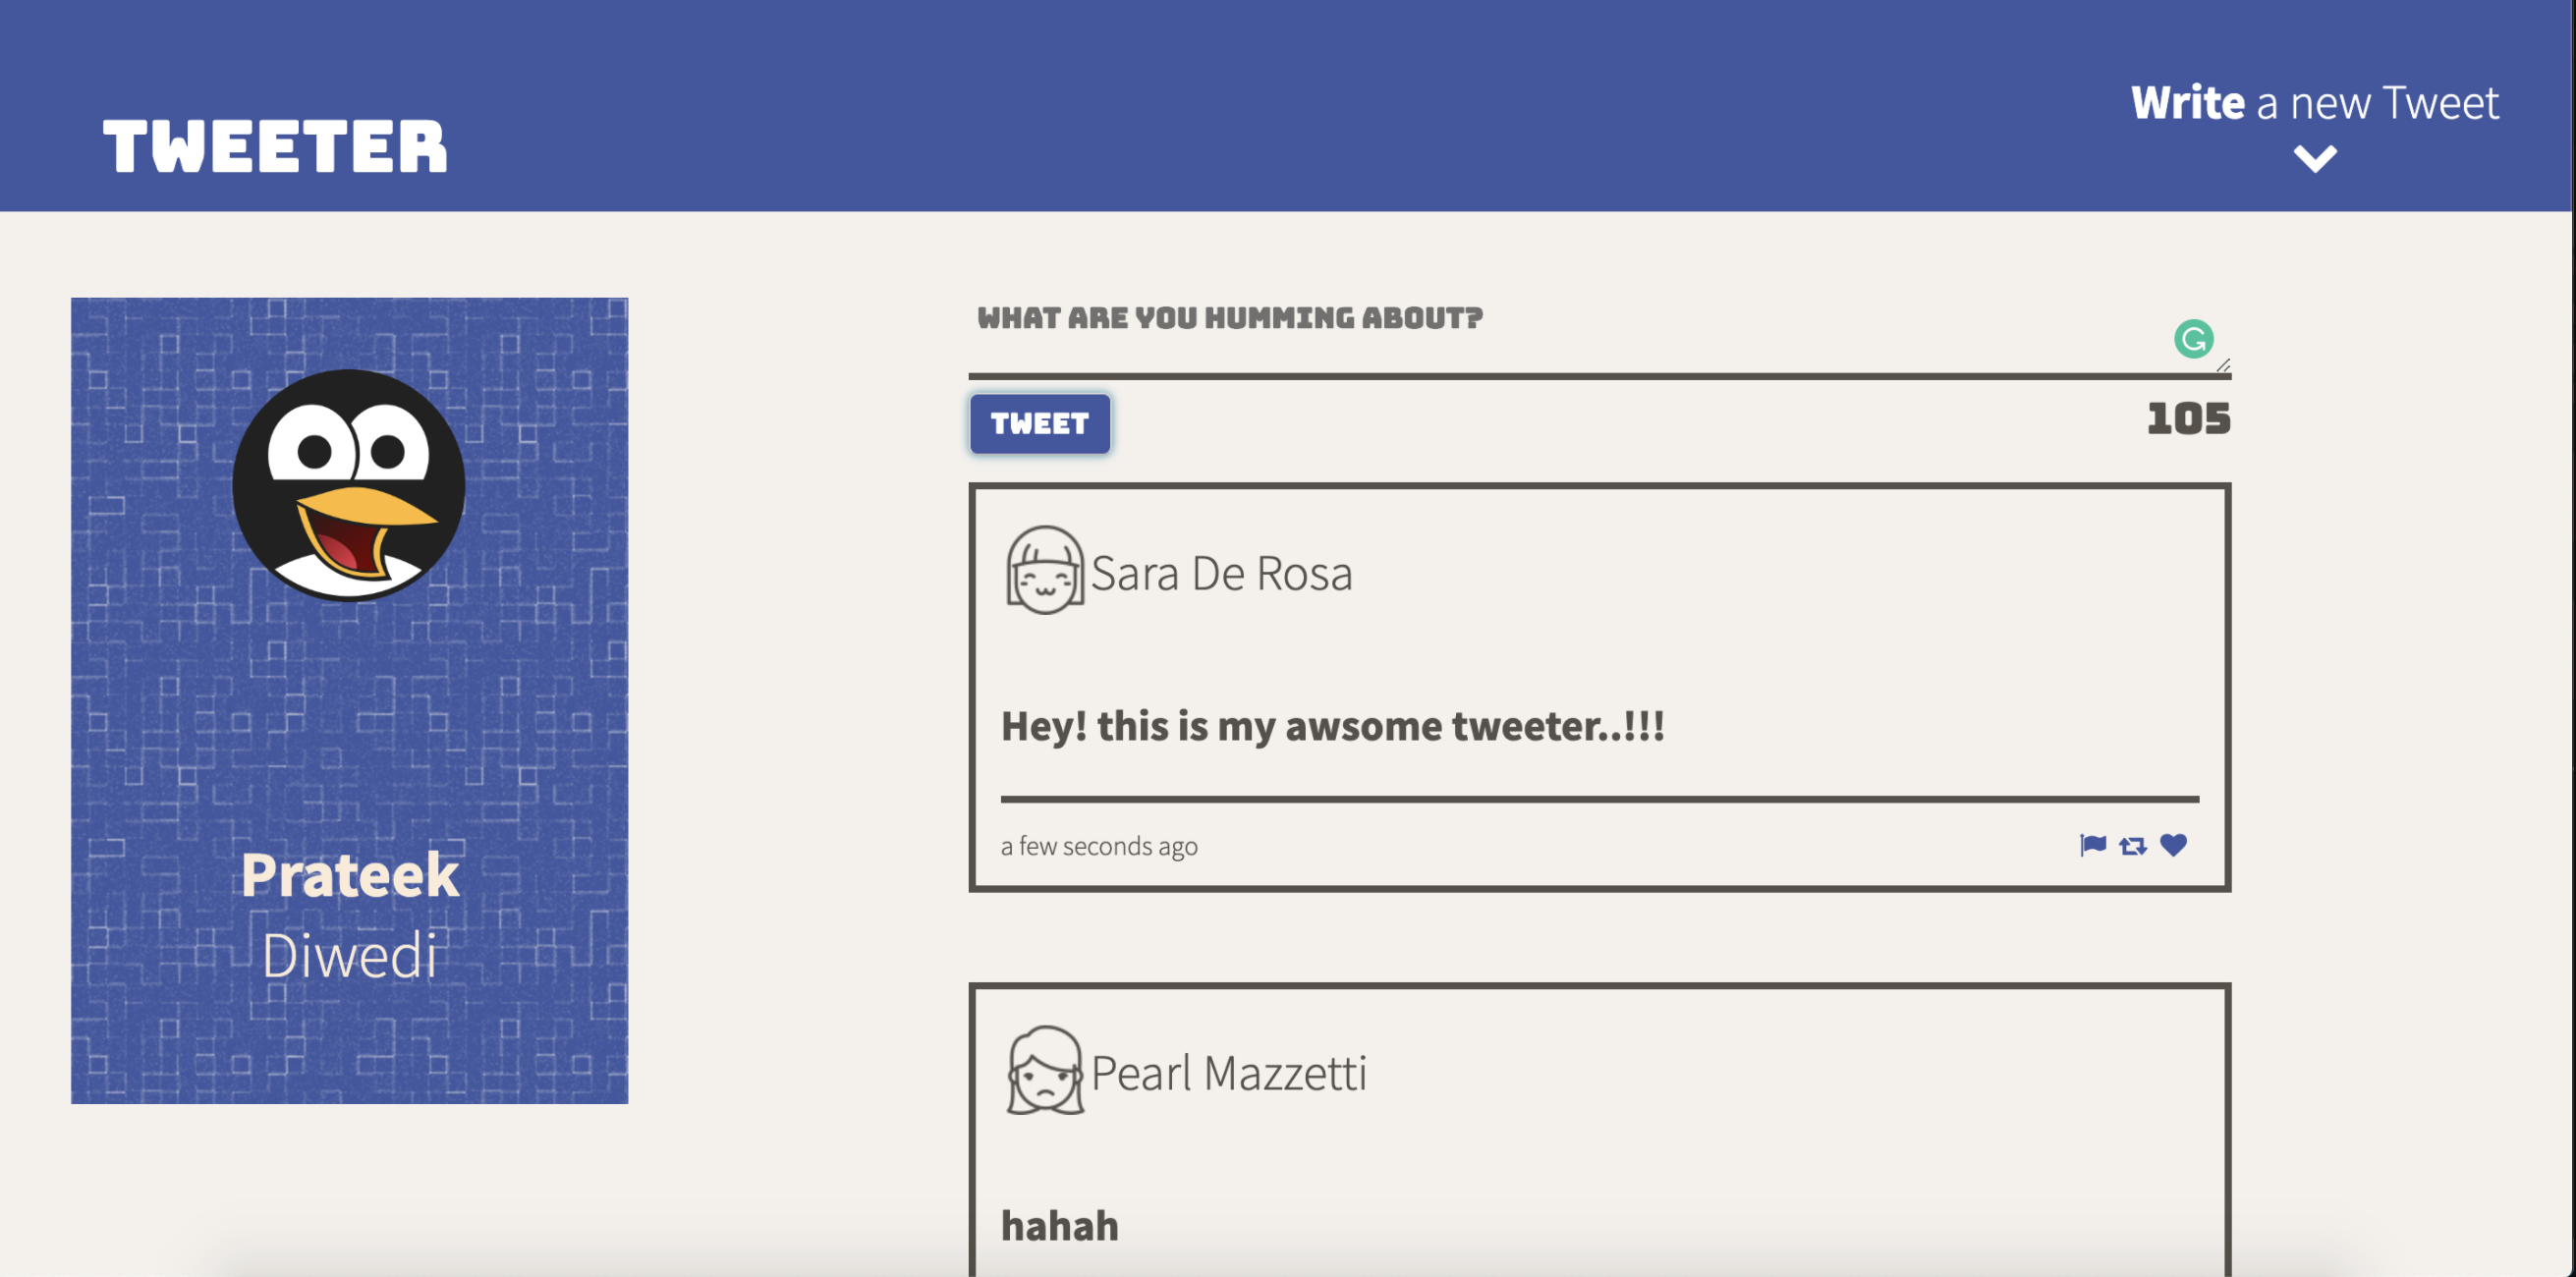 TWEETER
Write a new Tweet
Prateek
Diwedi
WHAT ARE YOU HUMMING ABOUT?
TWEET
105
Sara De Rosa
Hey! this is my awsome tweeter..!!!
a few seconds ago
Pearl Mazzetti
hahah